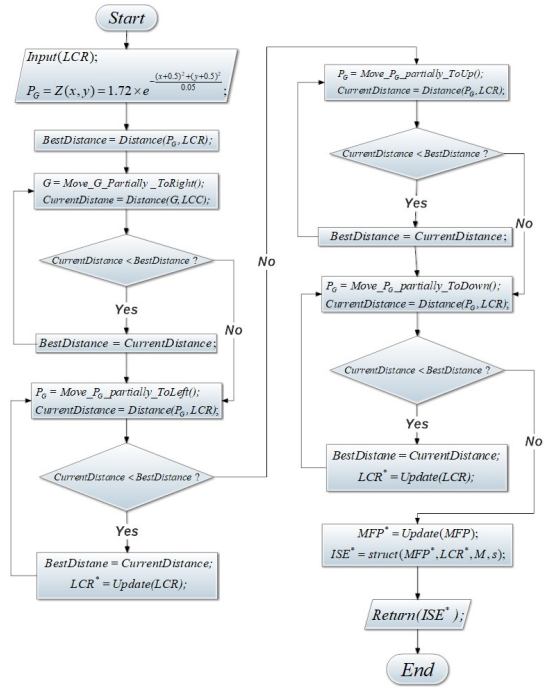 Start
Input(LCR);
P_G = Z(x, y) = 1.72 × e^{-\frac{(x+0.5)^2+(y+0.5)^2}{0.05}};
BestDistance = Distance(P_G, LCR);
G = Move_G_Partially_ToRight();
CurrentDistane = Distance(G, LCC);
CurrentDistance < BestDistance ?
Yes
No
BestDistance = CurrentDistance;
P_G = Move_P_G_partially_ToLeft();
CurrentDistance = Distance(P_G, LCR);
CurrentDistance < BestDistance ?
Yes
No
BestDistane = CurrentDistance;
LCR* = Update(LCR);
P_G = Move_P_G_partially_ToUp();
CurrentDistance = Distance(P_G, LCR);
CurrentDistance < BestDistance ?
Yes
No
BestDistance = CurrentDistance;
P_G = Move_P_G_partially_ToDown();
CurrentDistance = Distance(P_G, LCR);
CurrentDistance < BestDistance ?
Yes
No
BestDistane = CurrentDistance;
LCR* = Update(LCR);
MFP* = Update(MFP);
ISE* = struct(MFP*, LCR*, M, s);
Return(ISE*);
End